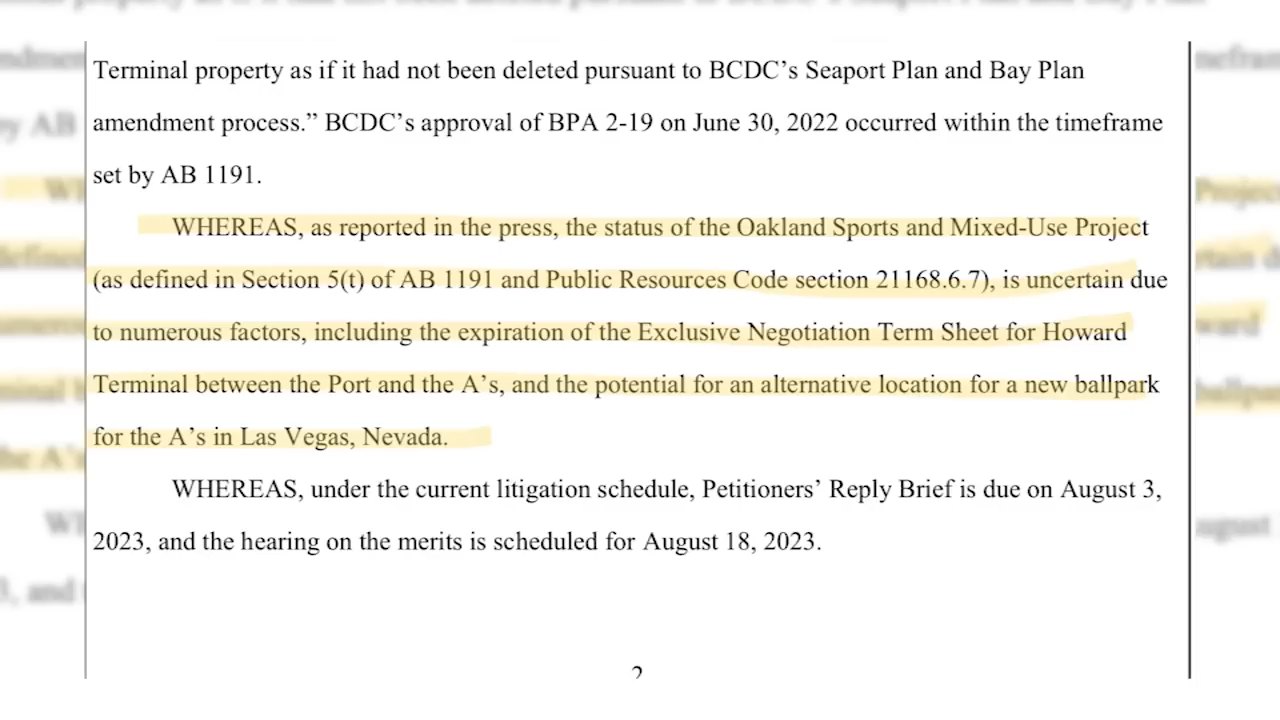 Terminal property as if it had not been deleted pursuant to BCDC’s Seaport Plan and Bay Plan
amendment process.” BCDC’s approval of BPA 2-19 on June 30, 2022 occurred within the timeframe
set by AB 1191.
WHEREAS, as reported in the press, the status of the Oakland Sports and Mixed-Use Project
(as defined in Section 5(t) of AB 1191 and Public Resources Code section 21168.6.7), is uncertain due
to numerous factors, including the expiration of the Exclusive Negotiation Term Sheet for Howard
Terminal between the Port and the A’s, and the potential for an alternative location for a new ballpark
for the A’s in Las Vegas, Nevada.
WHEREAS, under the current litigation schedule, Petitioners’ Reply Brief is due on August 3,
2023, and the hearing on the merits is scheduled for August 18, 2023.
2